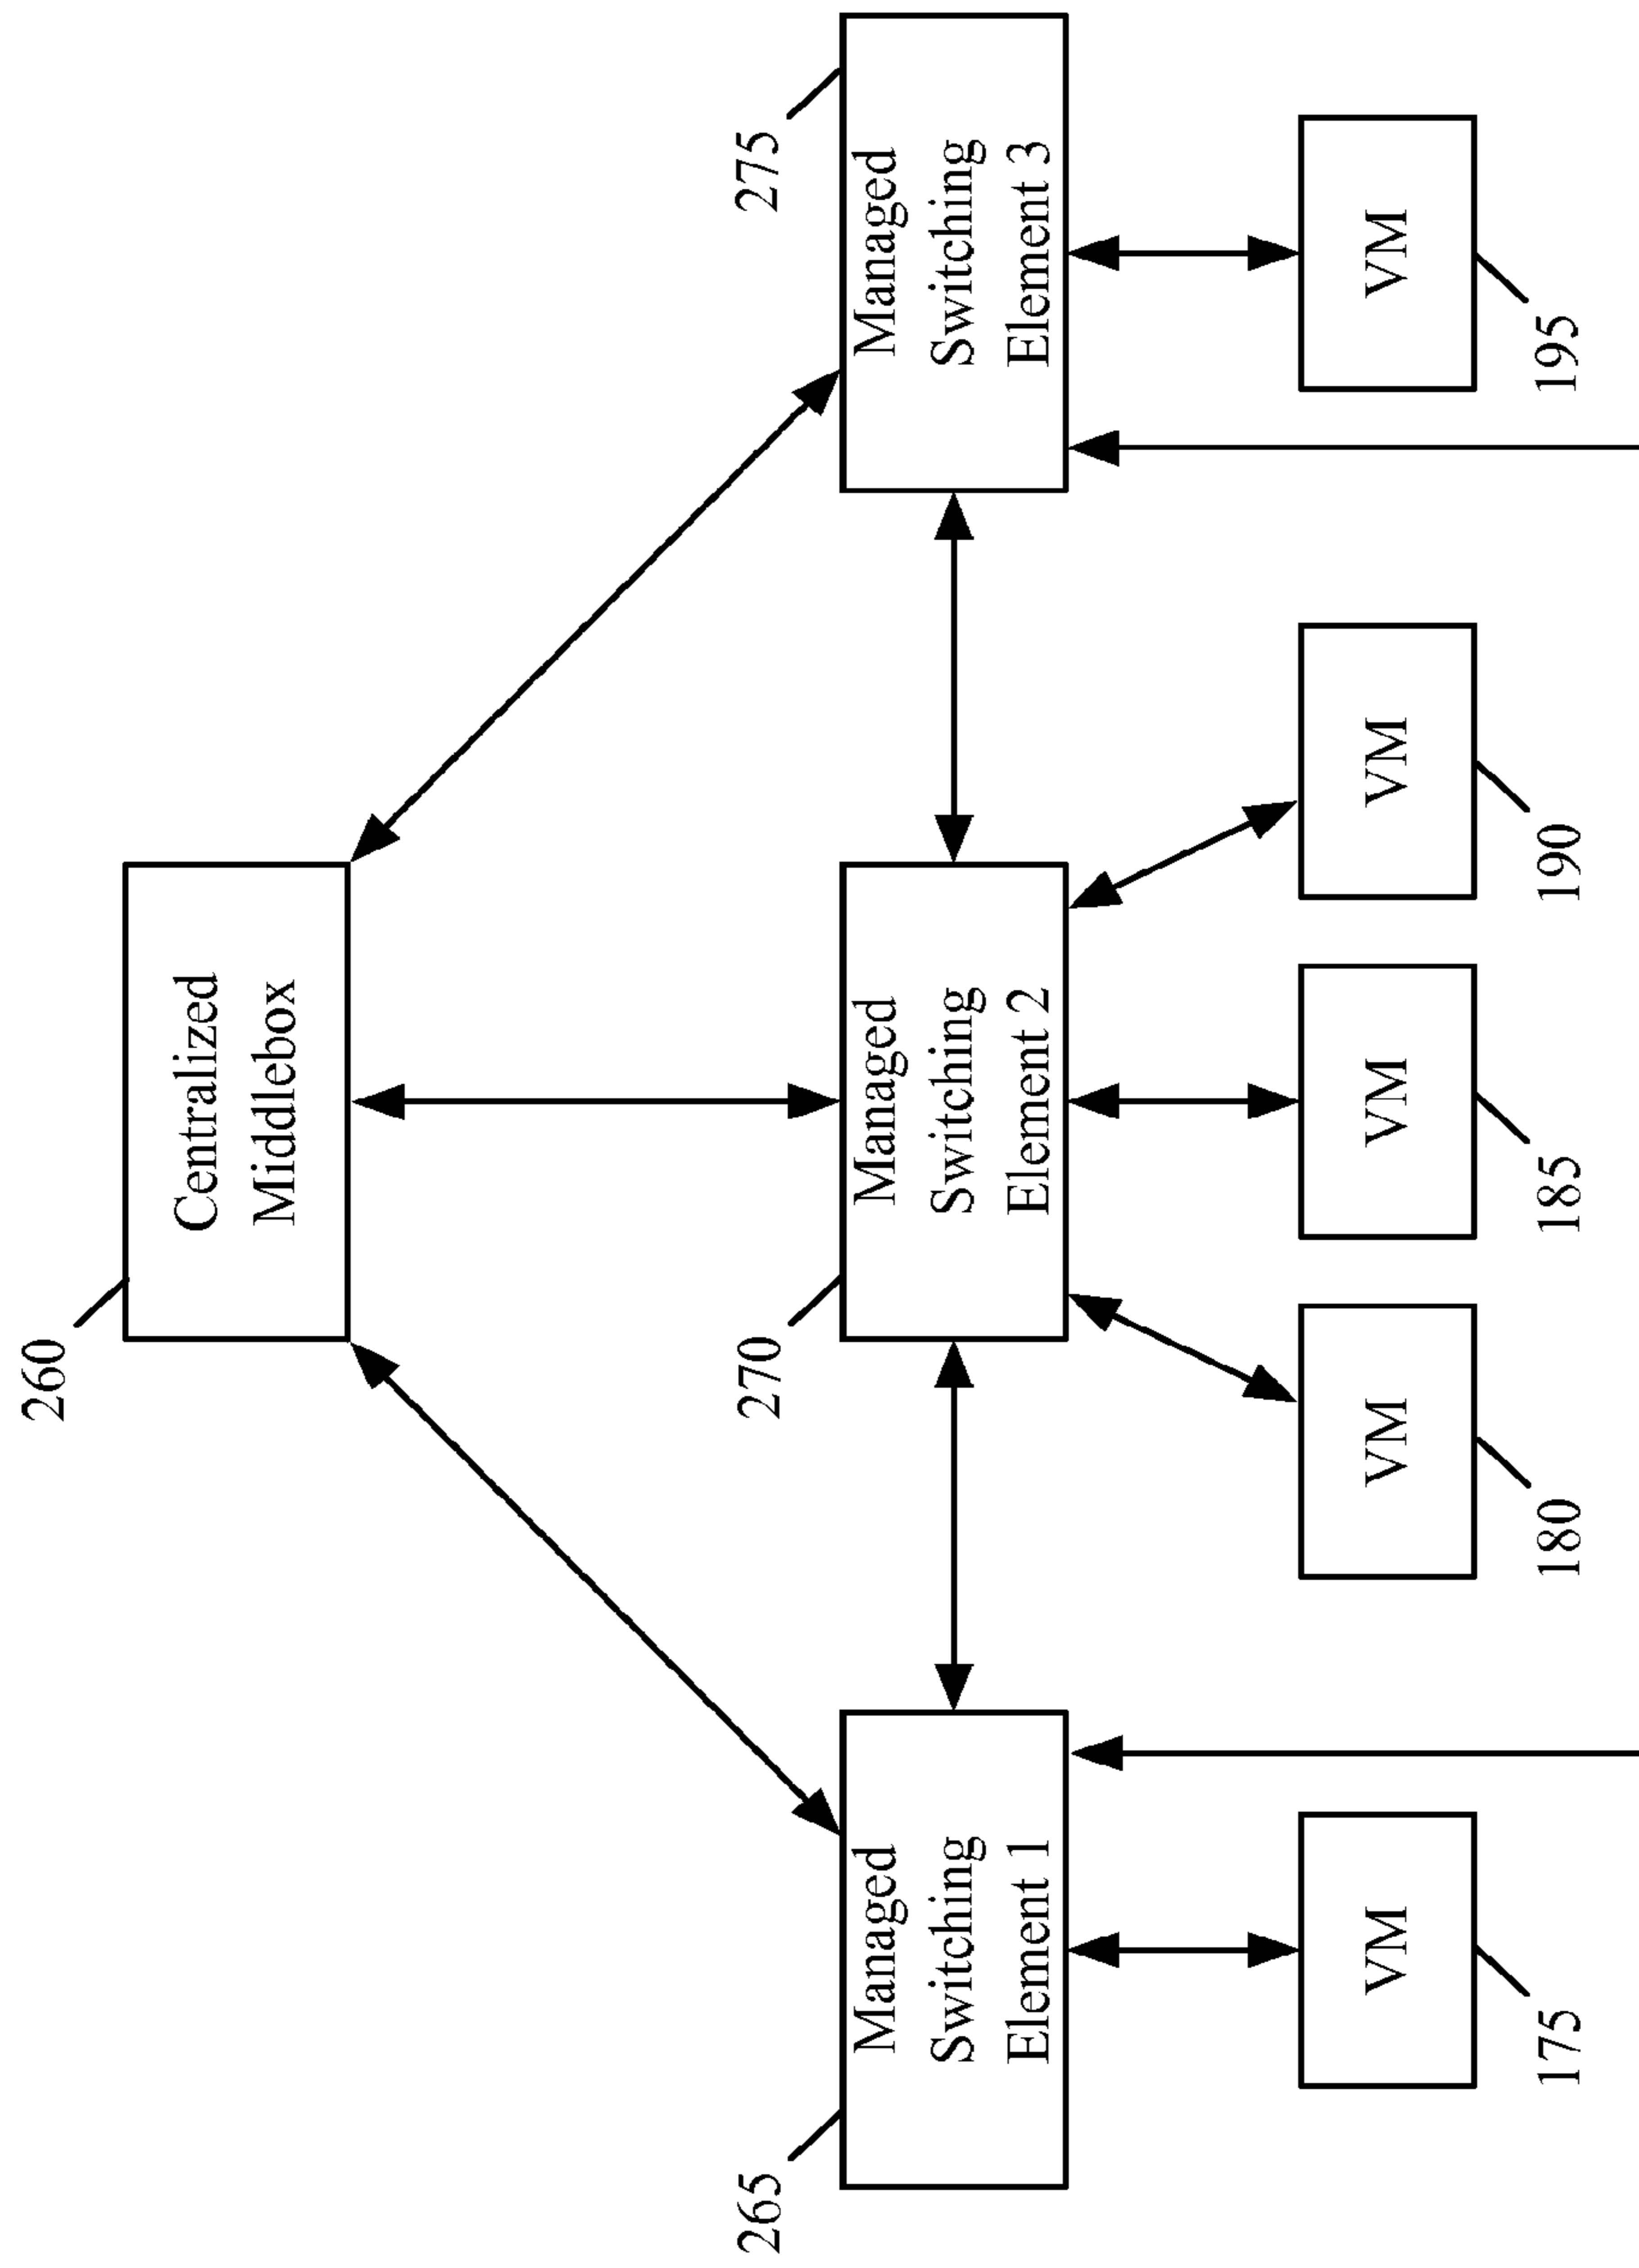 260
Centralized
Middlebox
265
Managed
Switching
Element 1
270
Managed
Switching
Element 2
275
Managed
Switching
Element 3
VM
VM
VM
VM
VM
175
180
185
190
195